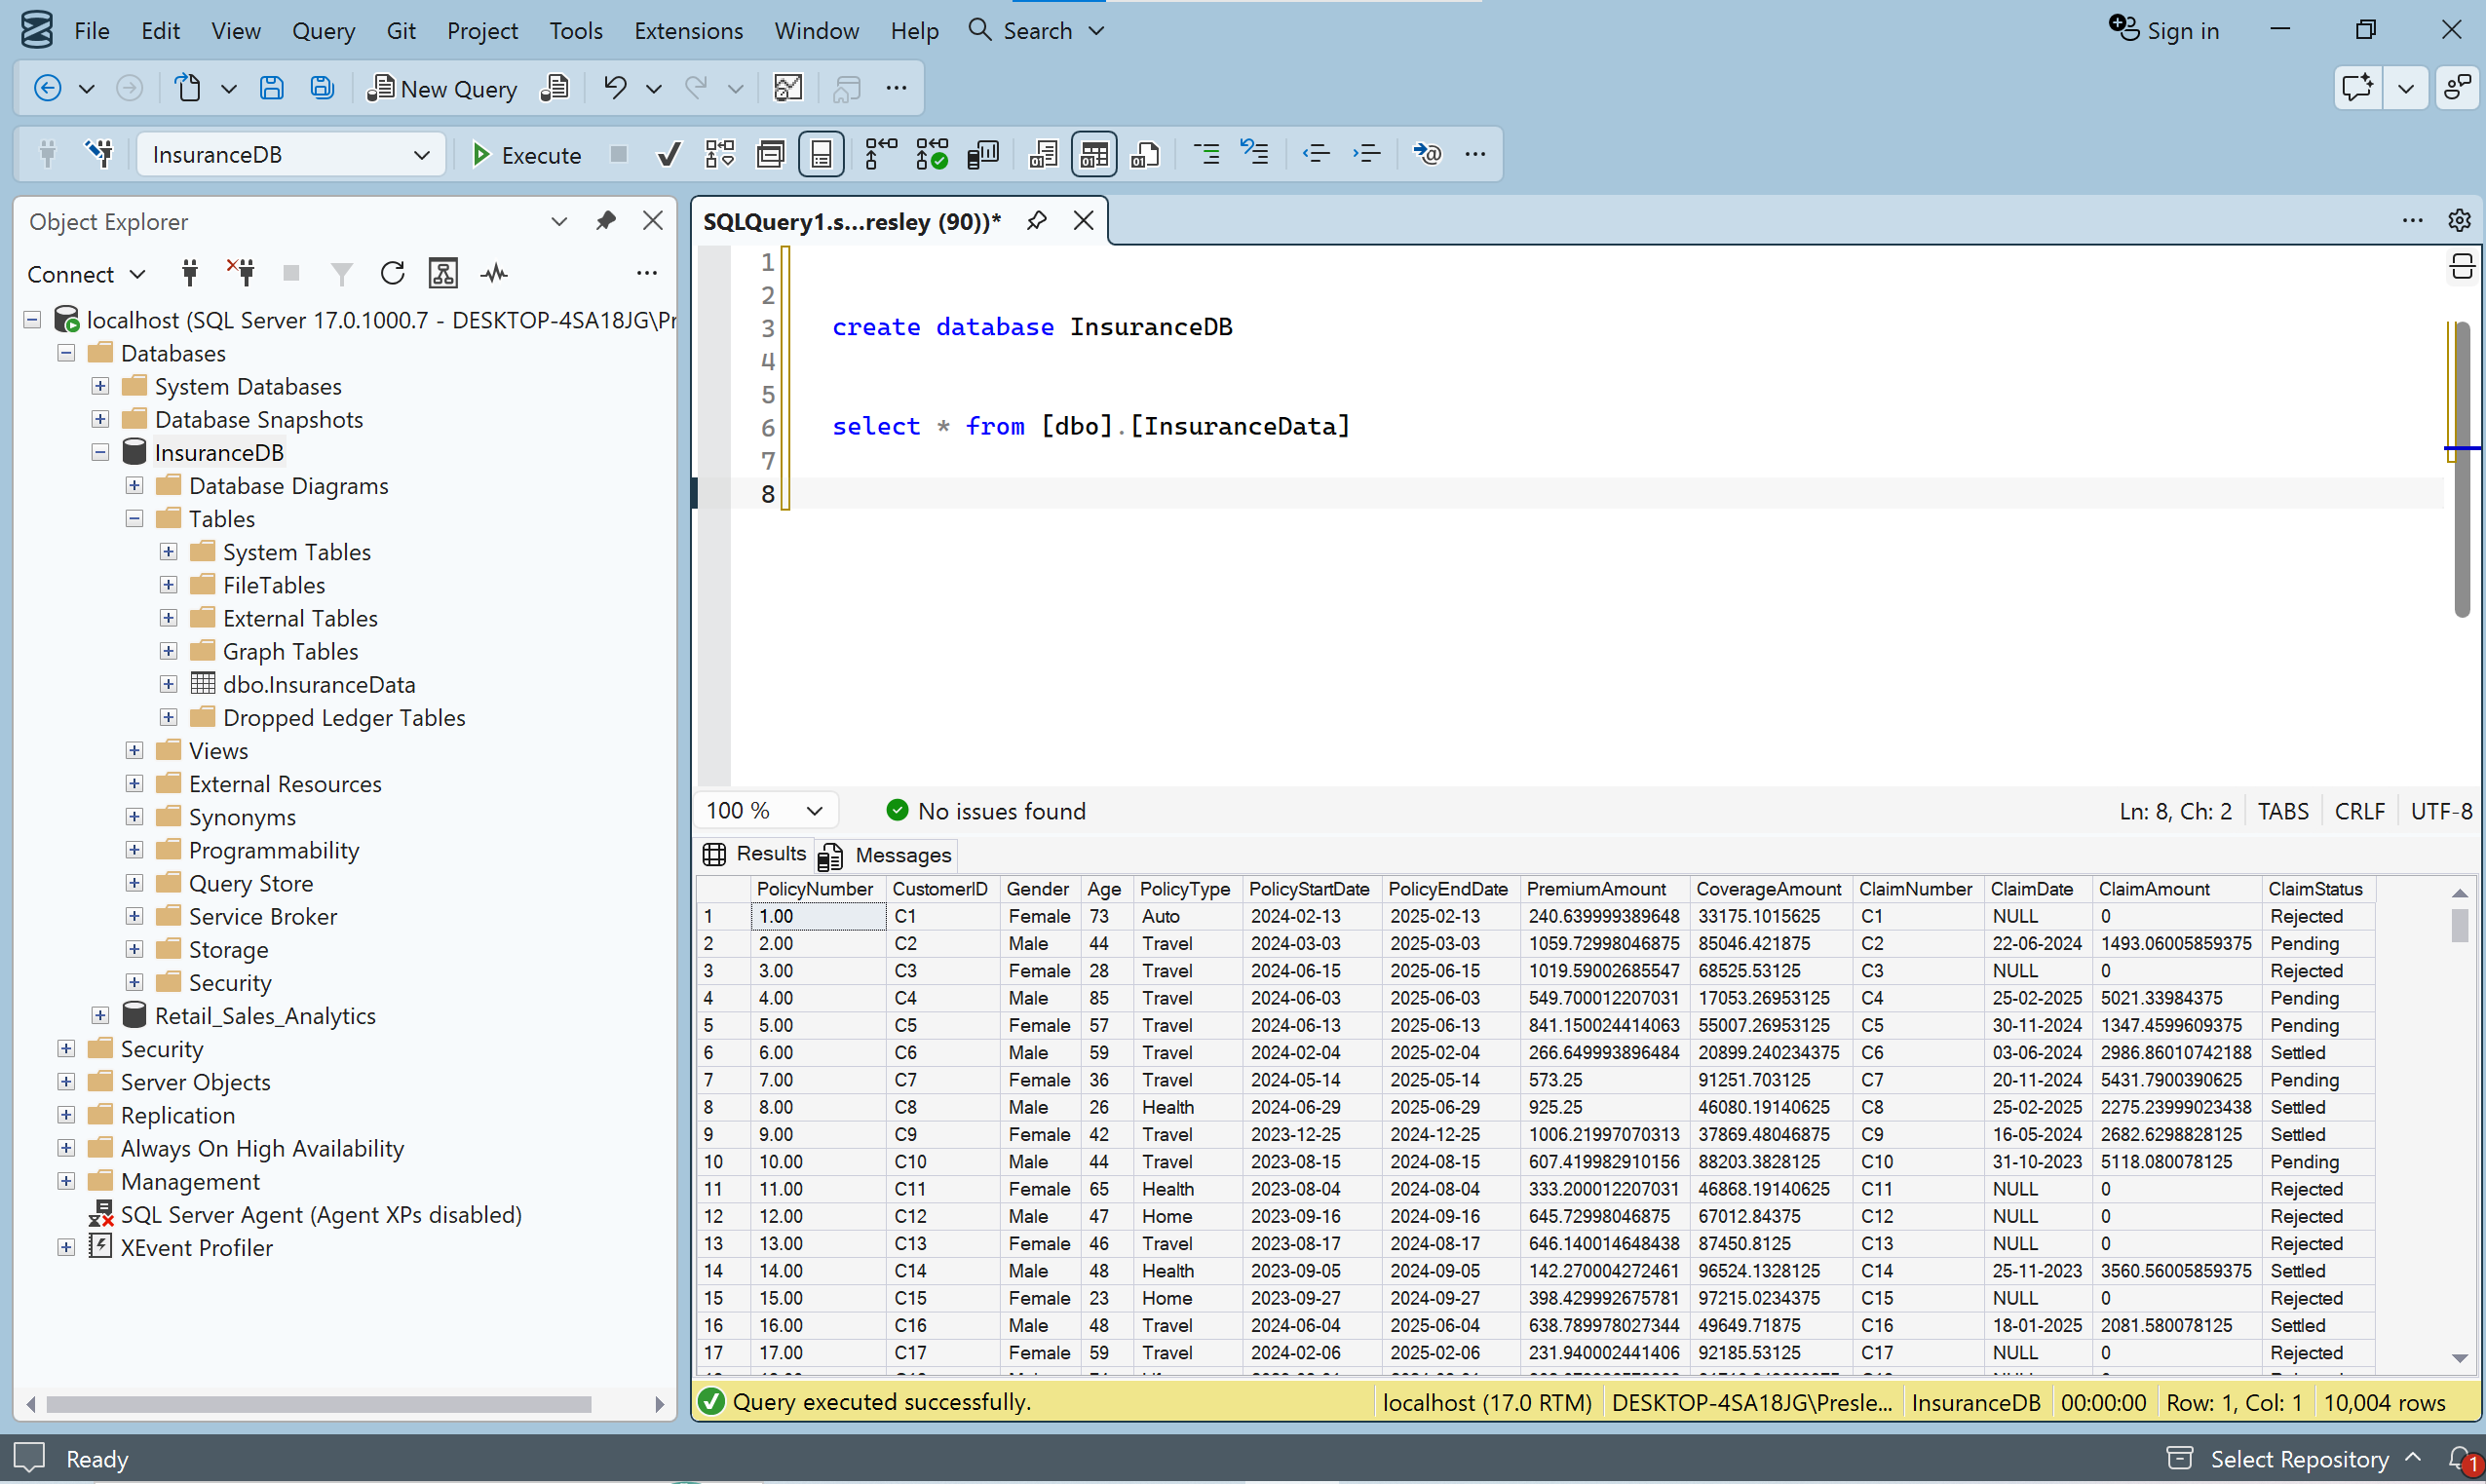 File Edit View Query Git Project Tools Extensions Window Help Search Sign in
New Query
InsuranceDB Execute
Object Explorer
Connect
localhost (SQL Server 17.0.1000.7 - DESKTOP-4SA18JG\Pr
Databases
System Databases
Database Snapshots
InsuranceDB
Database Diagrams
Tables
System Tables
FileTables
External Tables
Graph Tables
dbo.InsuranceData
Dropped Ledger Tables
Views
External Resources
Synonyms
Programmability
Query Store
Service Broker
Storage
Security
Retail_Sales_Analytics
Security
Server Objects
Replication
Always On High Availability
Management
SQL Server Agent (Agent XPs disabled)
XEvent Profiler
SQLQuery1.s...resley (90))*
1
2
3 create database InsuranceDB
4
5
6 select * from [dbo].[InsuranceData]
7
8
100 % No issues found Ln: 8, Ch: 2 TABS CRLF UTF-8
Results Messages
PolicyNumber CustomerID Gender Age PolicyType PolicyStartDate PolicyEndDate PremiumAmount CoverageAmount ClaimNumber ClaimDate ClaimAmount ClaimStatus
1 1.00 C1 Female 73 Auto 2024-02-13 2025-02-13 240.639999389648 33175.1015625 C1 NULL 0 Rejected
2 2.00 C2 Male 44 Travel 2024-03-03 2025-03-03 1059.72998046875 85046.421875 C2 22-06-2024 1493.06005859375 Pending
3 3.00 C3 Female 28 Travel 2024-06-15 2025-06-15 1019.59002685547 68525.53125 C3 NULL 0 Rejected
4 4.00 C4 Male 85 Travel 2024-06-03 2025-06-03 549.700012207031 17053.26953125 C4 25-02-2025 5021.33984375 Pending
5 5.00 C5 Female 57 Travel 2024-06-13 2025-06-13 841.150024414063 55007.26953125 C5 30-11-2024 1347.4599609375 Pending
6 6.00 C6 Male 59 Travel 2024-02-04 2025-02-04 266.649993896484 20899.240234375 C6 03-06-2024 2986.86010742188 Settled
7 7.00 C7 Female 36 Travel 2024-05-14 2025-05-14 573.25 91251.703125 C7 20-11-2024 5431.7900390625 Pending
8 8.00 C8 Male 26 Health 2024-06-29 2025-06-29 925.25 46080.19140625 C8 25-02-2025 2275.23999023438 Settled
9 9.00 C9 Female 42 Travel 2023-12-25 2024-12-25 1006.21997070313 37869.48046875 C9 16-05-2024 2682.6298828125 Settled
10 10.00 C10 Male 44 Travel 2023-08-15 2024-08-15 607.419982910156 88203.3828125 C10 31-10-2023 5118.080078125 Pending
11 11.00 C11 Female 65 Health 2023-08-04 2024-08-04 333.200012207031 46868.19140625 C11 NULL 0 Rejected
12 12.00 C12 Male 47 Home 2023-09-16 2024-09-16 645.72998046875 67012.84375 C12 NULL 0 Rejected
13 13.00 C13 Female 46 Travel 2023-08-17 2024-08-17 646.140014648438 87450.8125 C13 NULL 0 Rejected
14 14.00 C14 Male 48 Health 2023-09-05 2024-09-05 142.270004272461 96524.1328125 C14 25-11-2023 3560.56005859375 Settled
15 15.00 C15 Female 23 Home 2023-09-27 2024-09-27 398.429992675781 97215.0234375 C15 NULL 0 Rejected
16 16.00 C16 Male 48 Travel 2024-06-04 2025-06-04 638.789978027344 49649.71875 C16 18-01-2025 2081.580078125 Settled
17 17.00 C17 Female 59 Travel 2024-02-06 2025-02-06 231.940002441406 92185.53125 C17 NULL 0 Rejected
Query executed successfully. localhost (17.0 RTM) DESKTOP-4SA18JG\Presle... InsuranceDB 00:00:00 Row: 1, Col: 1 10,004 rows
Ready Select Repository 1